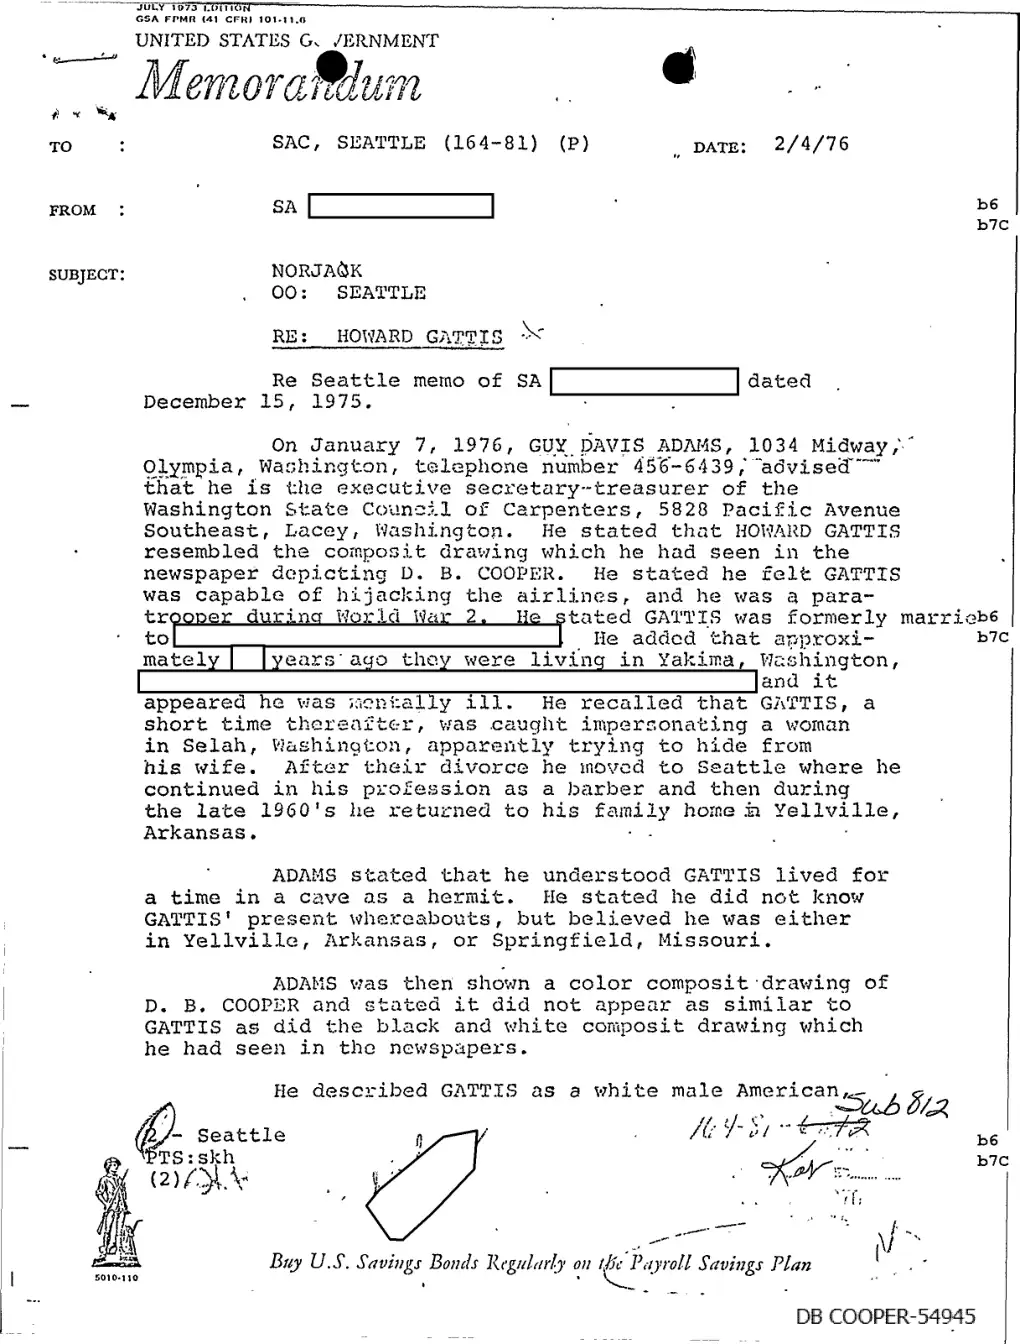 JULY 1973 EDITION
GSA FPMR (41 CFR) 101-11.6
UNITED STATES G VERNMENT
Memorandum
TO : SAC, SEATTLE (164-81) (P) DATE: 2/4/76
FROM : SA b6
b7C
SUBJECT: NORJACK
OO: SEATTLE
RE: HOWARD GATTIS
Re Seattle memo of SA dated
December 15, 1975.
On January 7, 1976, GUY DAVIS ADAMS, 1034 Midway,
Olympia, Washington, telephone number 456-6439, advised
that he is the executive secretary-treasurer of the
Washington State Council of Carpenters, 5828 Pacific Avenue
Southeast, Lacey, Washington. He stated that HOWARD GATTIS
resembled the composit drawing which he had seen in the
newspaper depicting D. B. COOPER. He stated he felt GATTIS
was capable of hijacking the airlines, and he was a para-
trooper during World War 2. He stated GATTIS was formerly marrie b6
to He added that approxi- b7C
mately years ago they were living in Yakima, Washington,
and it
appeared he was mentally ill. He recalled that GATTIS, a
short time thereafter, was caught impersonating a woman
in Selah, Washington, apparently trying to hide from
his wife. After their divorce he moved to Seattle where he
continued in his profession as a barber and then during
the late 1960's he returned to his family home in Yellville,
Arkansas.
ADAMS stated that he understood GATTIS lived for
a time in a cave as a hermit. He stated he did not know
GATTIS' present whereabouts, but believed he was either
in Yellville, Arkansas, or Springfield, Missouri.
ADAMS was then shown a color composit drawing of
D. B. COOPER and stated it did not appear as similar to
GATTIS as did the black and white composit drawing which
he had seen in the newspapers.
He described GATTIS as a white male American,
Sub 812
164-81-
2 - Seattle
PTS:skh
(2)
b6
b7C
Buy U.S. Savings Bonds Regularly on the Payroll Savings Plan
5010-110
DB COOPER-54945